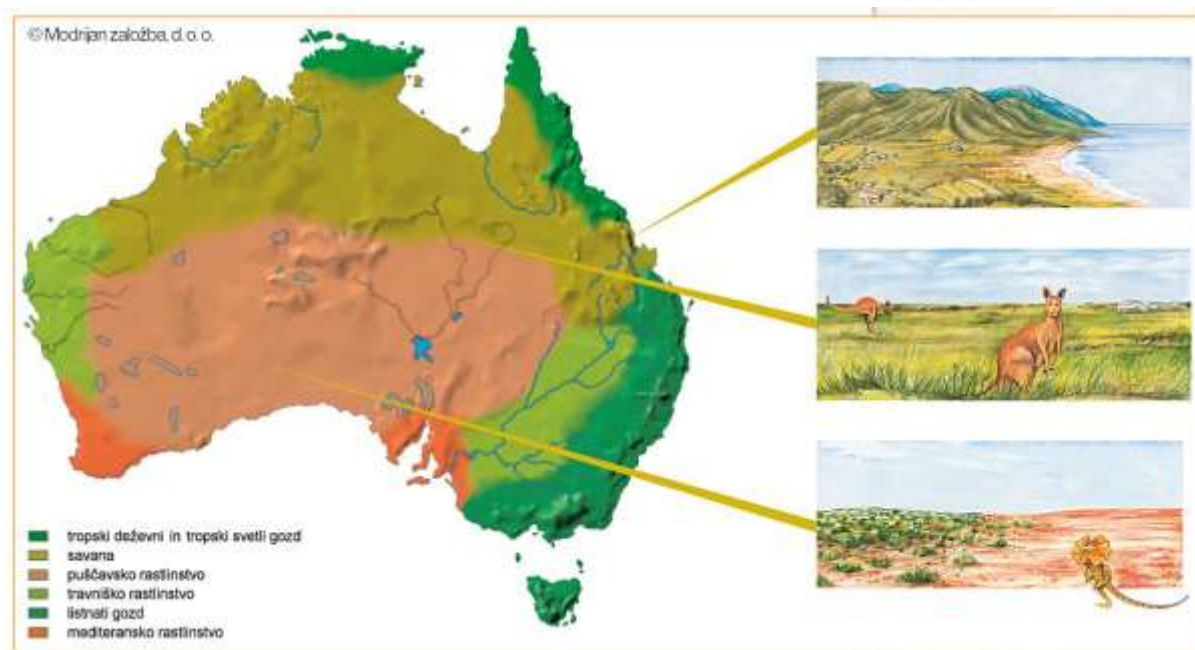 © Modrijan založba, d. o. o.
tropski deževni in tropski svetli gozd
savana
puščavsko rastlinstvo
travniško rastlinstvo
listnati gozd
mediteransko rastlinstvo